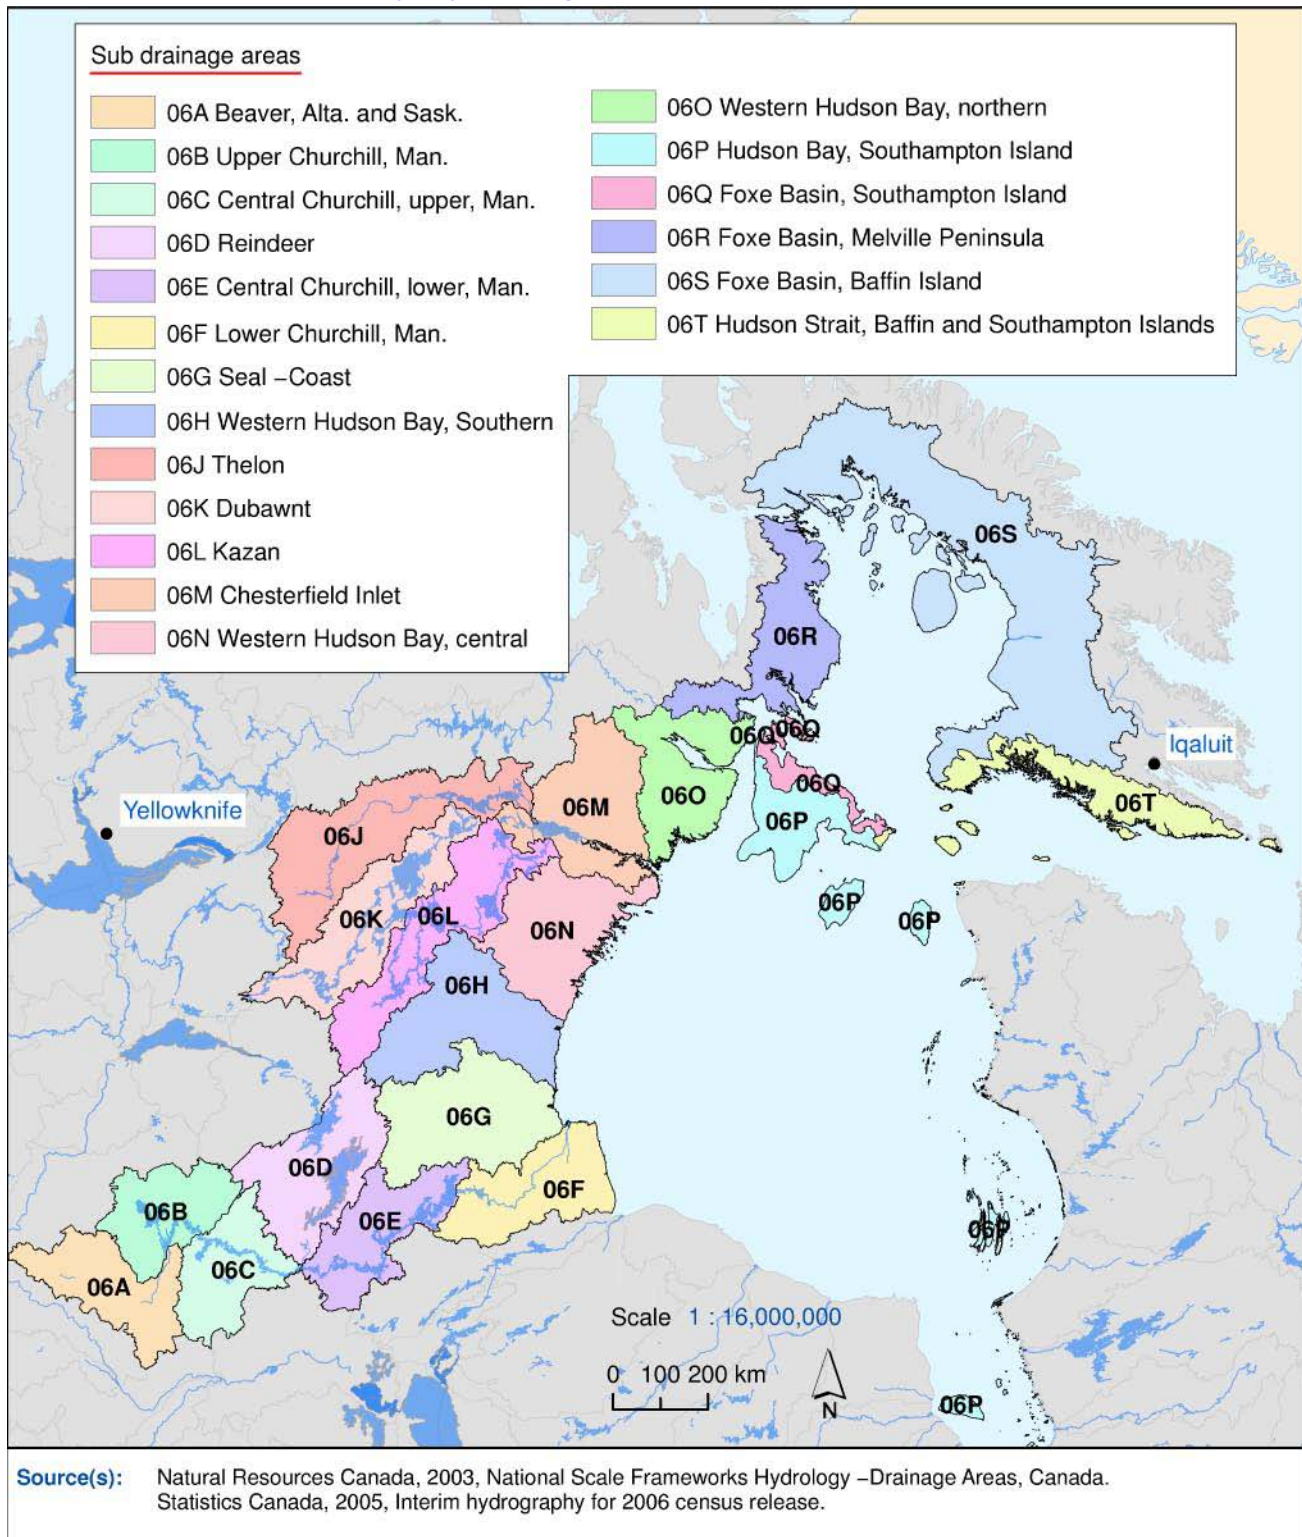 Sub drainage areas
06A Beaver, Alta. and Sask.
06B Upper Churchill, Man.
06C Central Churchill, upper, Man.
06D Reindeer
06E Central Churchill, lower, Man.
06F Lower Churchill, Man.
06G Seal –Coast
06H Western Hudson Bay, Southern
06J Thelon
06K Dubawnt
06L Kazan
06M Chesterfield Inlet
06N Western Hudson Bay, central
06O Western Hudson Bay, northern
06P Hudson Bay, Southampton Island
06Q Foxe Basin, Southampton Island
06R Foxe Basin, Melville Peninsula
06S Foxe Basin, Baffin Island
06T Hudson Strait, Baffin and Southampton Islands
06S
06R
06Q
06Q
Iqaluit
06Q
06M
06O
06T
Yellowknife
06J
06P
06P
06K
06L
06P
06N
06H
06G
06D
06F
06B
06E
06P
06C
06A
Scale 1 : 16,000,000
0 100 200 km
N
06P
Source(s): Natural Resources Canada, 2003, National Scale Frameworks Hydrology –Drainage Areas, Canada.
Statistics Canada, 2005, Interim hydrography for 2006 census release.